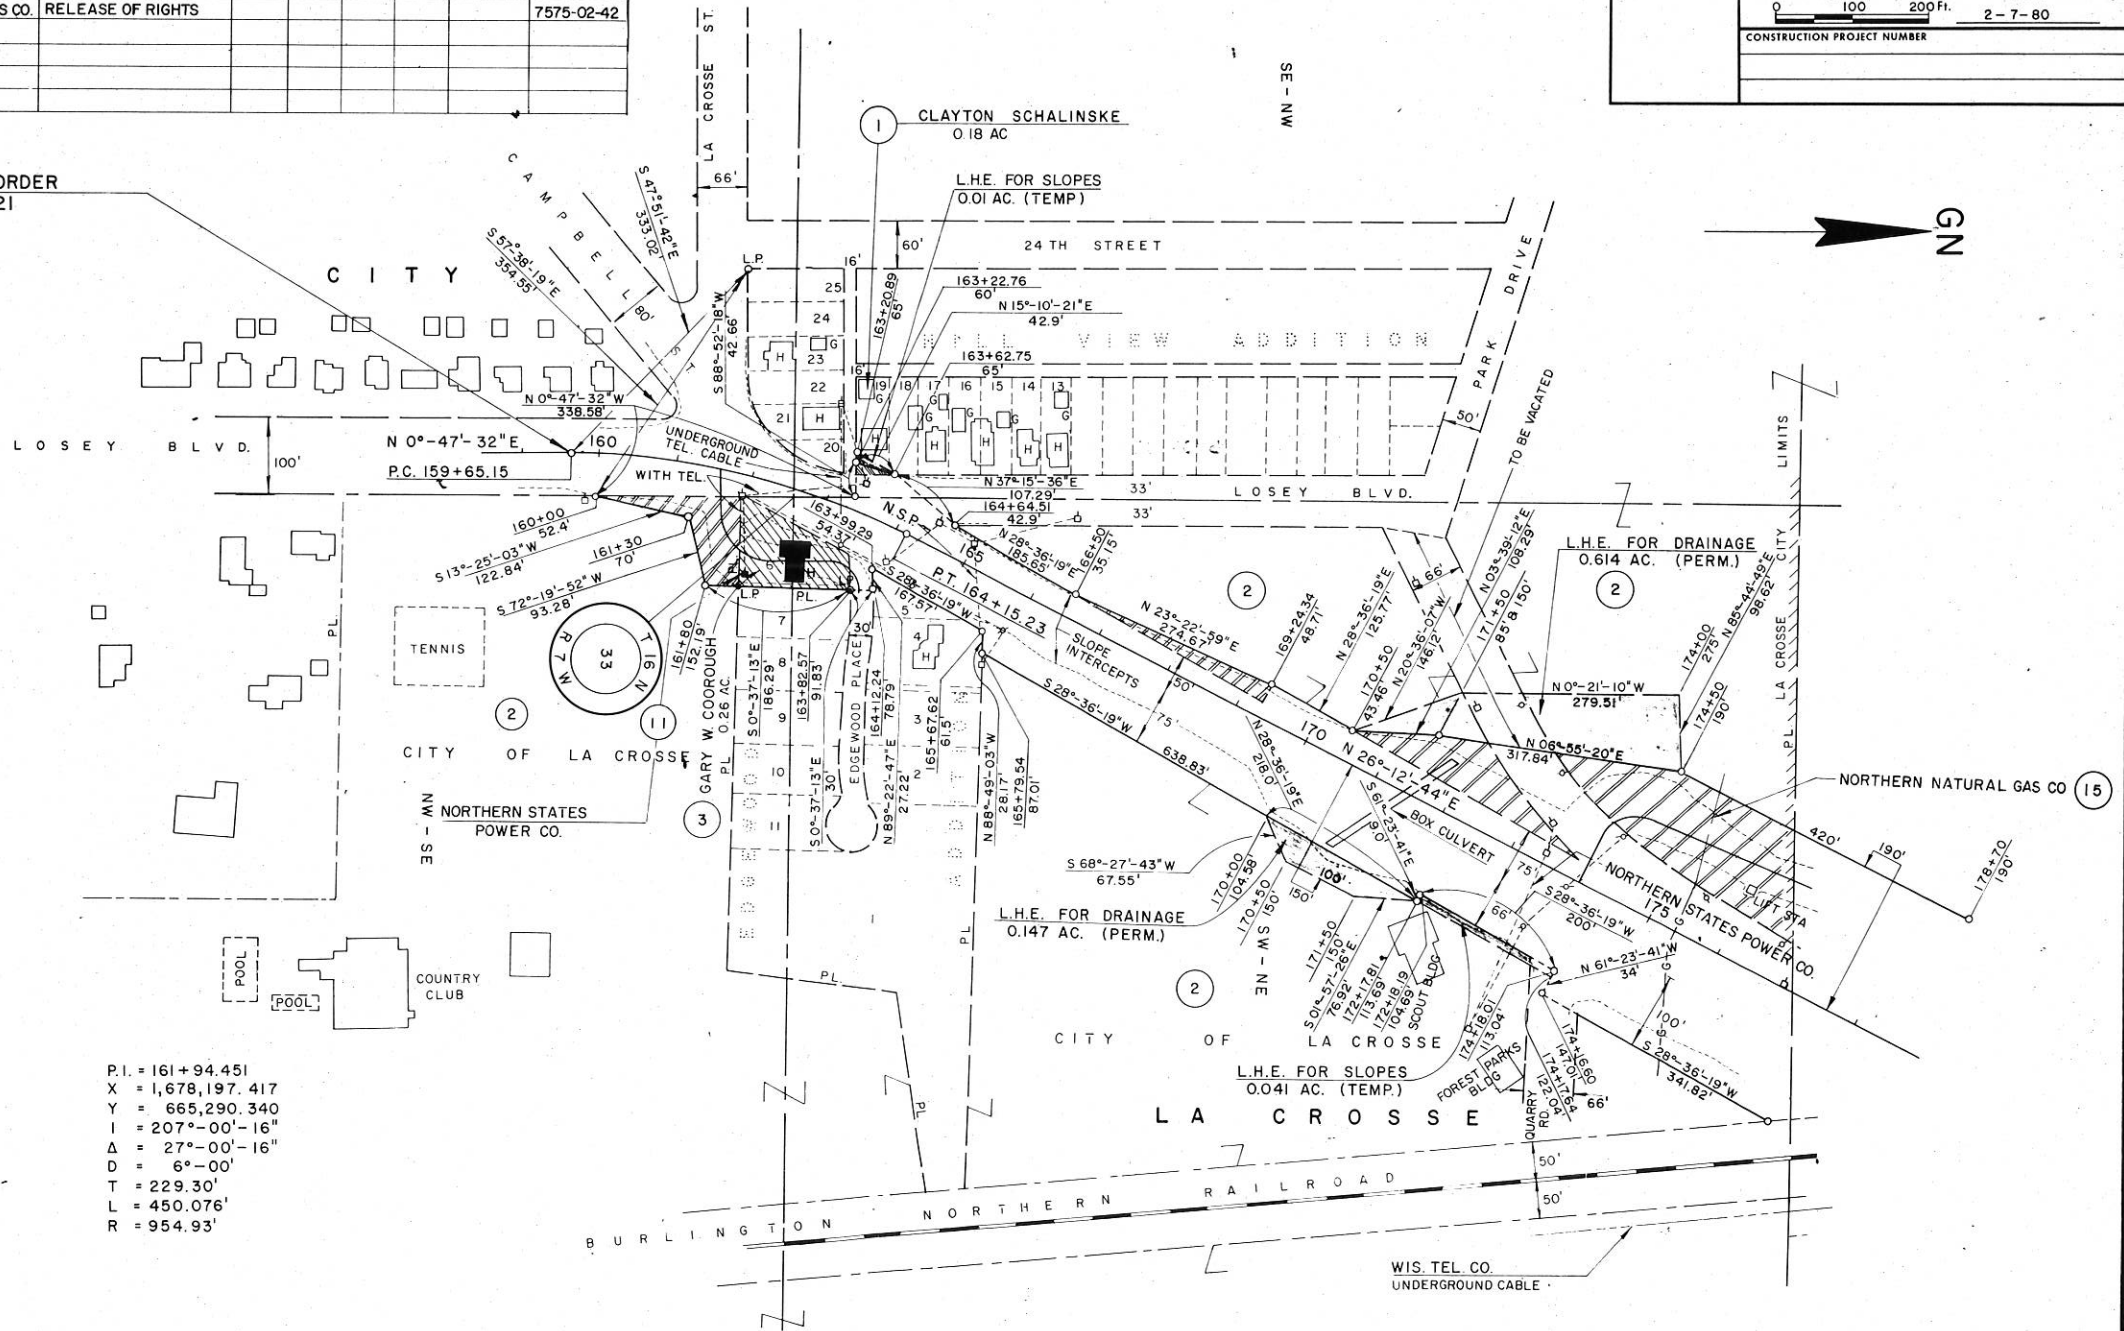 S CO. RELEASE OF RIGHTS 7575-02-42
0 100 200 Ft. 2-7-80
CONSTRUCTION PROJECT NUMBER
ORDER
21
CITY
CAMPBELL ST.
80'
LA CROSSE ST.
66'
SE-NW
1 CLAYTON SCHALINSKE
0.18 AC
L.H.E. FOR SLOPES
0.01 AC. (TEMP)
GN
S 47°-51'-42"E
333.02'
S 57°-38'-19"E
354.55'
L.P.
60'
24 TH STREET
PARK DRIVE
16'
25
24
23
22
21
20
H
G
S 88°-52'-18"W
42.66'
163+20.89
65'
163+22.76
60'
N 15°-10'-21"E
42.9'
163+62.75
65'
HILL VIEW ADDITION
16'
19 18 17 16 15 14 13
G G G G G
H H H H H
50'
TO BE VACATED
LA CROSSE CITY LIMITS
PL
N 0°-47'-32"W
338.58'
LOSEY BLVD.
100'
N 0°-47'-32"E
160
P.C. 159+65.15
UNDERGROUND
TEL. CABLE
WITH TEL.
N 37°-15'-36"E
107.29'
164+64.51
42.9'
33'
33'
LOSEY BLVD.
N.S.P.
165
160+00
52.4'
S 13°-25'-03"W
122.84'
161+30
70'
S 72°-19'-52"W
93.28'
163+99.29
54.37'
N 28°-36'-19"E
185.65'
166+50
35.15'
P.T. 164+15.23
S 28°-36'-19"W
167.57'
N 23°-22'-59"E
274.67'
169+24.34
48.71'
N 28°-36'-19"E
125.77'
170+50
43.46'
N 20°-36'-07"W
146.12'
66'
171+50
85' & 150'
N 03°-39'-12"E
108.29'
L.H.E. FOR DRAINAGE
0.614 AC. (PERM.)
2
2
174+00
275'
N 85°-44'-49"E
98.62'
174+50
190'
N 0°-21'-10"W
279.51'
N 06°-55'-20"E
317.84'
NORTHERN NATURAL GAS CO 15
420'
190'
178+70
190'
TENNIS
PL.
T 16 N
33
R 7 W
2
CITY OF LA CROSSE
11
NORTHERN STATES
POWER CO.
3
NW-SE
161+80
152.19'
GARY W. COOROUGH
0.26 AC.
PL
L.P.
PL.
L.P.
6
H
7
8
9
10
11
S 0°-37'-13"E
186.29'
163+82.57
91.83'
S 0°-37'-13"E
30'
30'
EDGEWOOD PLACE
164+12.24
78.79'
N 89°-22'-47"E
27.22'
5
4
H
3
2
1
165+67.62
61.5'
N 88°-49'-03"W
28.17'
165+79.54
87.01'
EDGEWOOD
ADDITION
PL
PL.
PL
SLOPE
INTERCEPTS
50'
75'
S 28°-36'-19"W
638.83'
170
N 26°-12'-44"E
N 28°-36'-19"E
218.0'
S 61°-23'-41"E
9.0'
BOX CULVERT
75'
S 28°-36'-19"W
200'
NORTHERN STATES POWER CO.
175
LIFT STA
N 61°-23'-41"W
34'
66'
S 68°-27'-43"W
67.55'
L.H.E. FOR DRAINAGE
0.147 AC. (PERM.)
170+00
104.58'
170+50
150'
100'
150'
SW-NE
2
171+50
150'
S 01°-57'-26"E
76.92'
172+17.81
113.69'
172+18.19
104.69'
SCOUT BLDG
174+18.01
113.04'
174+16.60
147.01'
174+17.64
122.04'
100'
S 28°-36'-19"W
341.82'
CITY OF LA CROSSE
L.H.E. FOR SLOPES
0.041 AC. (TEMP.)
FOREST PARKS
BLDG
QUARRY
RD.
66'
LA CROSSE
50'
50'
BURLINGTON NORTHERN RAILROAD
WIS. TEL. CO.
UNDERGROUND CABLE
POOL
POOL
COUNTRY
CLUB
P.I. = 161+94.451
X = 1,678,197.417
Y = 665,290.340
I = 207°-00'-16"
Δ = 27°-00'-16"
D = 6°-00'
T = 229.30'
L = 450.076'
R = 954.93'